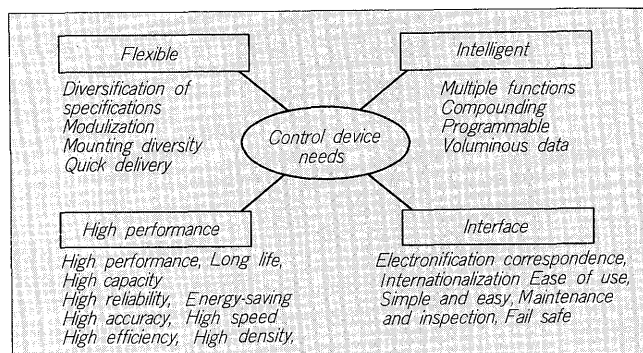 Flexible
Diversification of
specifications
Modulization
Mounting diversity
Quick delivery
Intelligent
Multiple functions
Compounding
Programmable
Voluminous data
Control device
needs
High performance
High performance, Long life,
High capacity
High reliability, Energy-saving
High accuracy, High speed
High efficiency, High density,
Interface
Electronification correspondence,
Internationalization Ease of use,
Simple and easy, Maintenance
and inspection, Fail safe